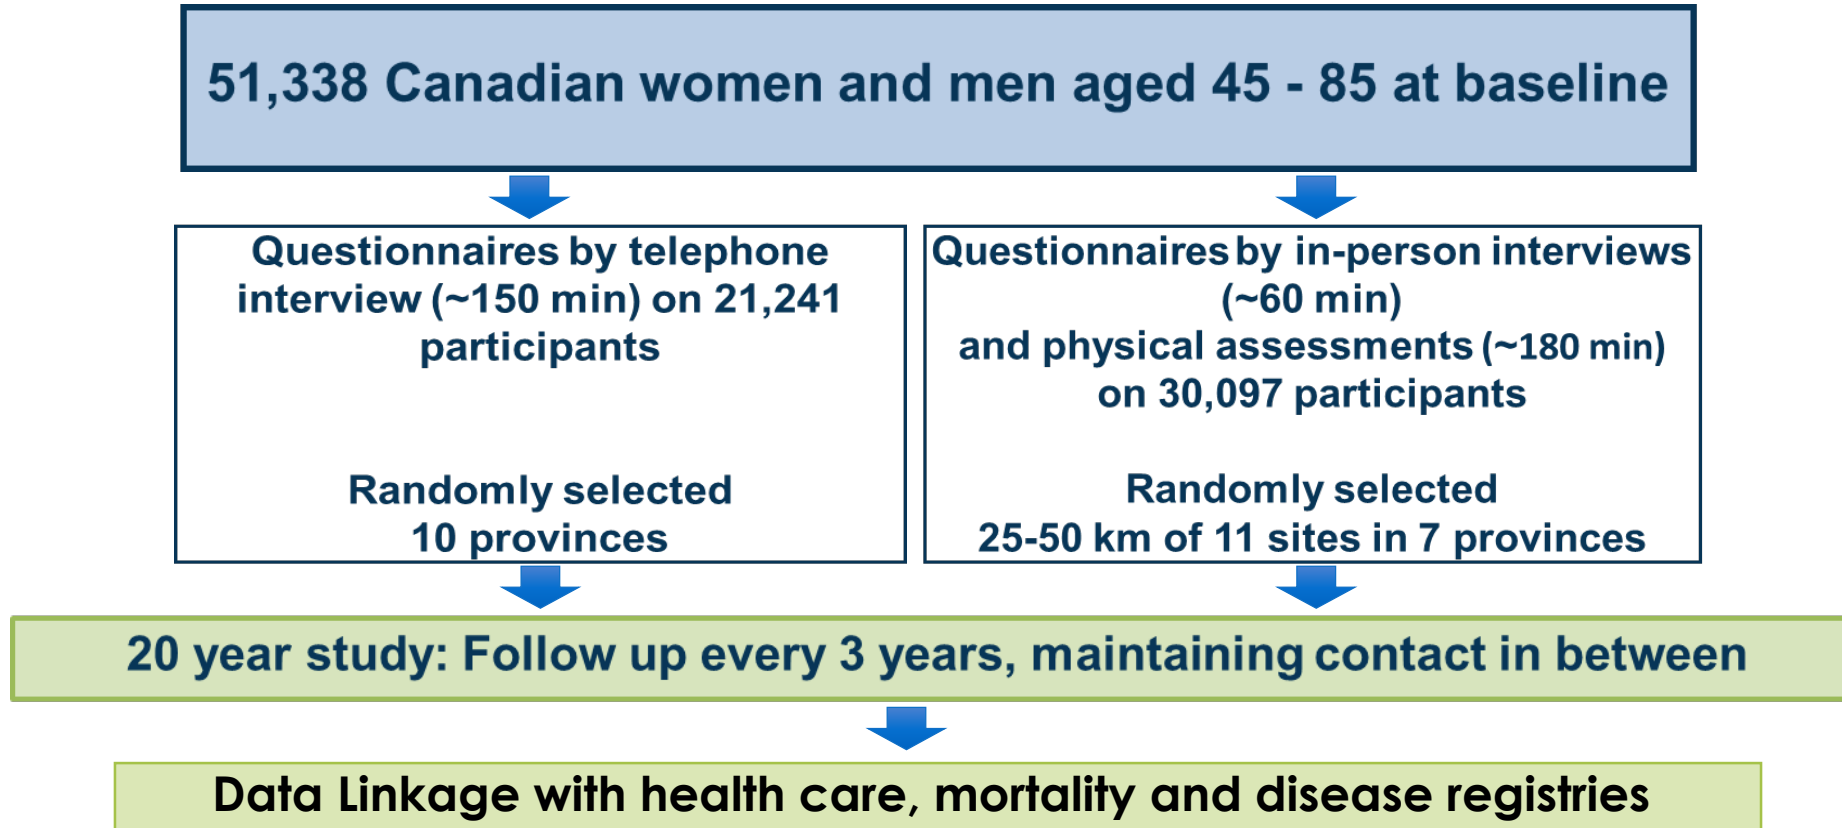 51,338 Canadian women and men aged 45 - 85 at baseline
Questionnaires by telephone
interview (~150 min) on 21,241
participants
Randomly selected
10 provinces
Questionnaires by in-person interviews
(~60 min)
and physical assessments (~180 min)
on 30,097 participants
Randomly selected
25-50 km of 11 sites in 7 provinces
20 year study: Follow up every 3 years, maintaining contact in between
Data Linkage with health care, mortality and disease registries